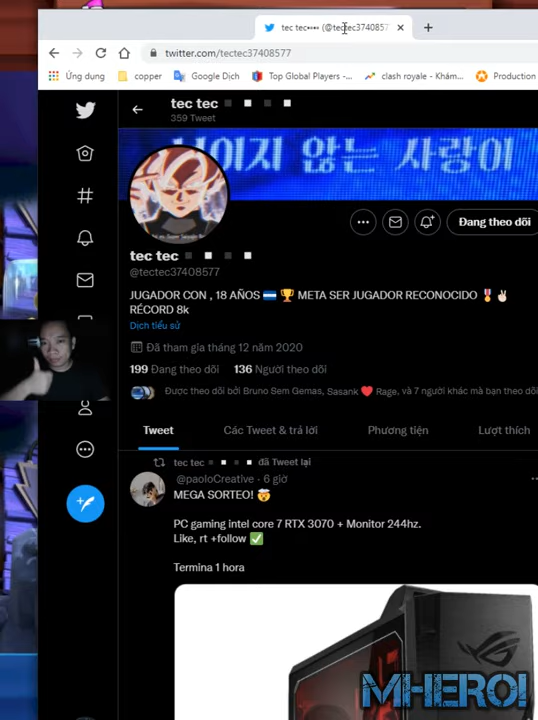 tec tec (@tectec37408577
twitter.com/tectec37408577
copper
Google Dịch
Top Global Players -...
clash royale - Khám...
Production
tec tec
359 Tweet
보이지 않는 사랑이
tec tec
Đang theo dõi
@tectec37408577
JUGADOR CON , 18 AÑOS 🇭🇳 🏆 META SER JUGADOR RECONOCIDO 🎖️ ✌🏻
RÉCORD 8k
Dịch tiểu sử
Đã tham gia tháng 12 năm 2020
199 Đang theo dõi 136 Người theo dõi
Được theo dõi bởi Bruno Sem Gemas, Sasank ❤️ Rage, và 7 người khác mà bạn theo dõi
Tweet
Các Tweet & trả lời
Phương tiện
Lượt thích
tec tec đã Tweet lại
@paoloCreative · 6 giờ
MEGA SORTEO! 🤯
PC gaming intel core 7 RTX 3070 + Monitor 244hz.
Like, rt +follow ✅
Termina 1 hora
MHERO!